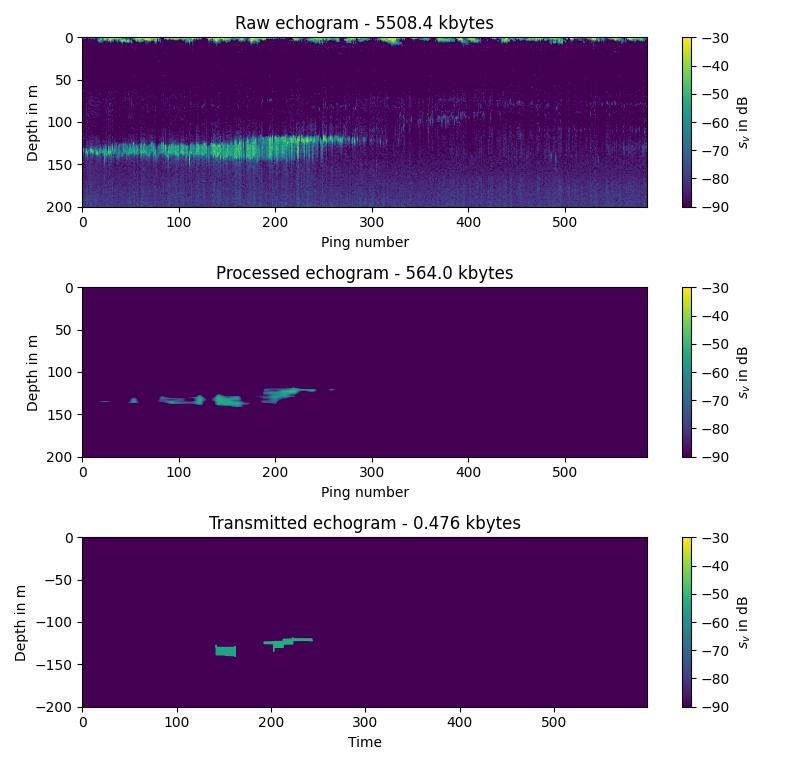 Raw echogram - 5508.4 kbytes
0
50
100
150
200
Depth in m
0 100 200 300 400 500
Ping number
−30
−40
−50
−60
−70
−80
−90
sv in dB
Processed echogram - 564.0 kbytes
0
50
100
150
200
Depth in m
0 100 200 300 400 500
Ping number
−30
−40
−50
−60
−70
−80
−90
sv in dB
Transmitted echogram - 0.476 kbytes
0
−50
−100
−150
−200
Depth in m
0 100 200 300 400 500
Time
−30
−40
−50
−60
−70
−80
−90
sv in dB